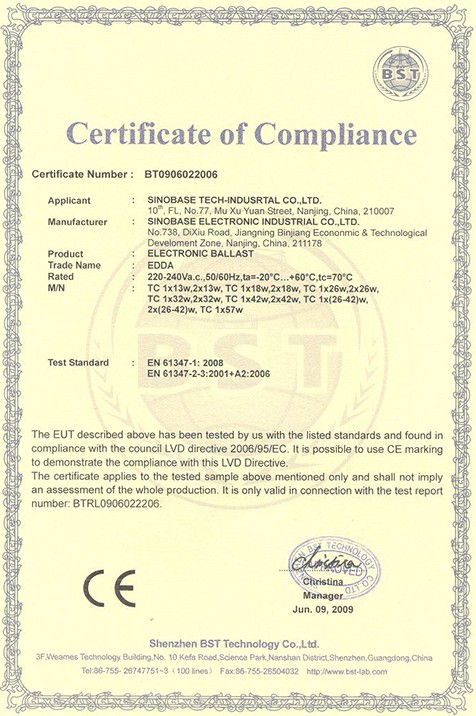 BST
Certificate of Compliance
Certificate Number : BT0906022006
Applicant : SINOBASE TECH-INDUSRTAL CO.,LTD.
10th, FL, No.77, Mu Xu Yuan Street, Nanjing, China, 210007
Manufacturer : SINOBASE ELECTRONIC INDUSTRIAL CO.,LTD.
No.738, DiXiu Road, Jiangning Binjiang Econonmic & Technological
Develoment Zone, Nanjing, China, 211178
Product : ELECTRONIC BALLAST
Trade Name : EDDA
Rated : 220-240Va.c.,50/60Hz,ta=-20°C...+60°C,tc=70°C
M/N : TC 1x13w,2x13w, TC 1x18w,2x18w, TC 1x26w,2x26w,
TC 1x32w,2x32w, TC 1x42w,2x42w, TC 1x(26-42)w,
2x(26-42)w, TC 1x57w
BST
Test Standard : EN 61347-1: 2008
EN 61347-2-3:2001+A2:2006
The EUT described above has been tested by us with the listed standards and found in
compliance with the council LVD directive 2006/95/EC. It is possible to use CE marking
to demonstrate the compliance with this LVD Directive.
The certificate applies to the tested sample above mentioned only and shall not imply
an assessment of the whole production. It is only valid in connection with the test report
number: BTRL0906022206.
CE
Christina
Christina
Manager
Jun. 09, 2009
Shenzhen BST Technology Co.,Ltd.
3F,Weames Technology Building,No. 10 Kefa Road,Science Park,Nanshan District,Shenzhen,Guangdong,China
Tel:86-755- 26747751~3 (100 lines) Fax:86-755-26504032 http://www.bst-lab.com